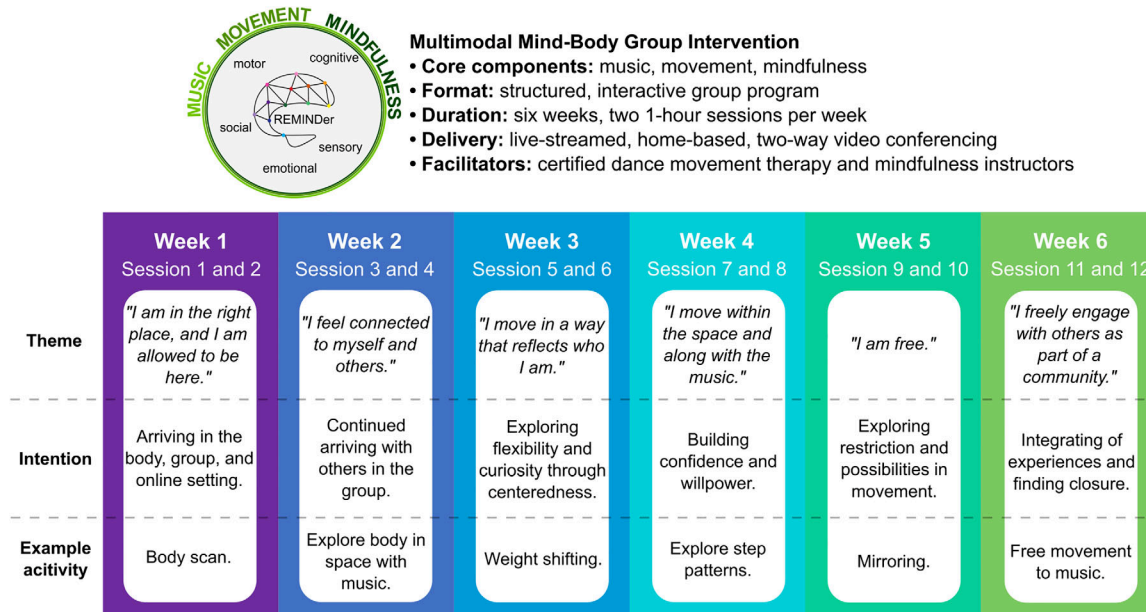 MUSIC MOVEMENT MINDFULNESS
motor
cognitive
REMINDer
social
sensory
emotional
Multimodal Mind-Body Group Intervention
• Core components: music, movement, mindfulness
• Format: structured, interactive group program
• Duration: six weeks, two 1-hour sessions per week
• Delivery: live-streamed, home-based, two-way video conferencing
• Facilitators: certified dance movement therapy and mindfulness instructors
Week 1
Session 1 and 2
Week 2
Session 3 and 4
Week 3
Session 5 and 6
Week 4
Session 7 and 8
Week 5
Session 9 and 10
Week 6
Session 11 and 12
Theme
"I am in the right
place, and I am
allowed to be
here."
"I feel connected
to myself and
others."
"I move in a way
that reflects who
I am."
"I move within
the space and
along with the
music."
"I am free."
"I freely engage
with others as
part of a
community."
Intention
Arriving in the
body, group, and
online setting.
Continued
arriving with
others in the
group.
Exploring
flexibility and
curiosity through
centeredness.
Building
confidence and
willpower.
Exploring
restriction and
possibilities in
movement.
Integrating of
experiences and
finding closure.
Example
acitivity
Body scan.
Explore body in
space with
music.
Weight shifting.
Explore step
patterns.
Mirroring.
Free movement
to music.